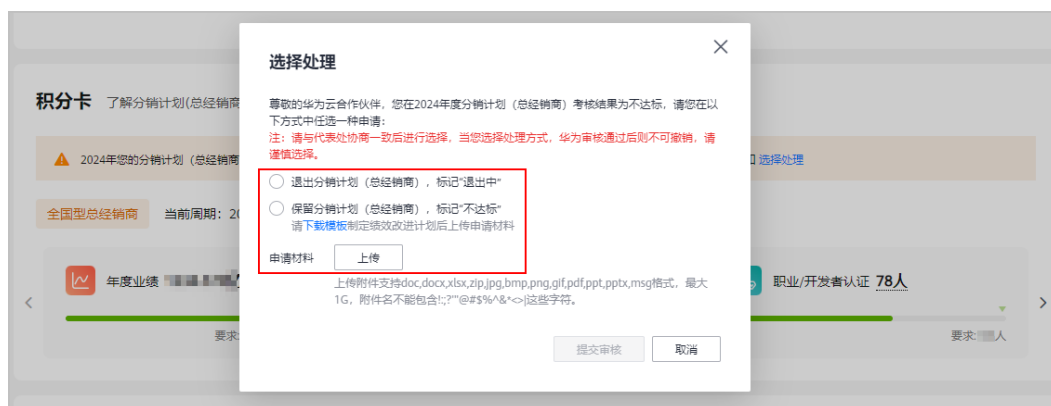 选择处理
尊敬的华为云合作伙伴，您在2024年度分销计划（总经销商）考核结果为不达标，请您在以
下方式中任选一种申请：
注：请与代表处协商一致后进行选择，当您选择处理方式，华为审核通过后则不可撤销，请
谨慎选择。
退出分销计划（总经销商），标记"退出中"
保留分销计划（总经销商），标记"不达标"
请下载模板制定绩效改进计划后上传申请材料
申请材料 上传
上传附件支持doc,docx,xlsx,zip,jpg,bmp,png,gif,pdf,ppt,pptx,msg格式，最大
1G，附件名不能包含!:;?'"@#$%^&*<>|这些字符。
提交审核 取消
积分卡 了解分销计划(总经销商
2024年您的分销计划（总经销商
选择处理
全国型总经销商 当前周期：20
年度业绩
要求:
职业/开发者认证 78人
要求: 人